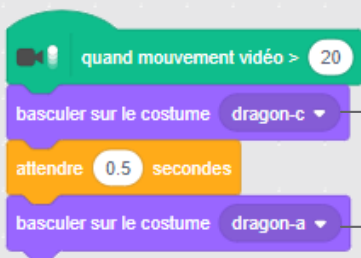 quand mouvement vidéo > 20
basculer sur le costume dragon-c
attendre 0.5 secondes
basculer sur le costume dragon-a